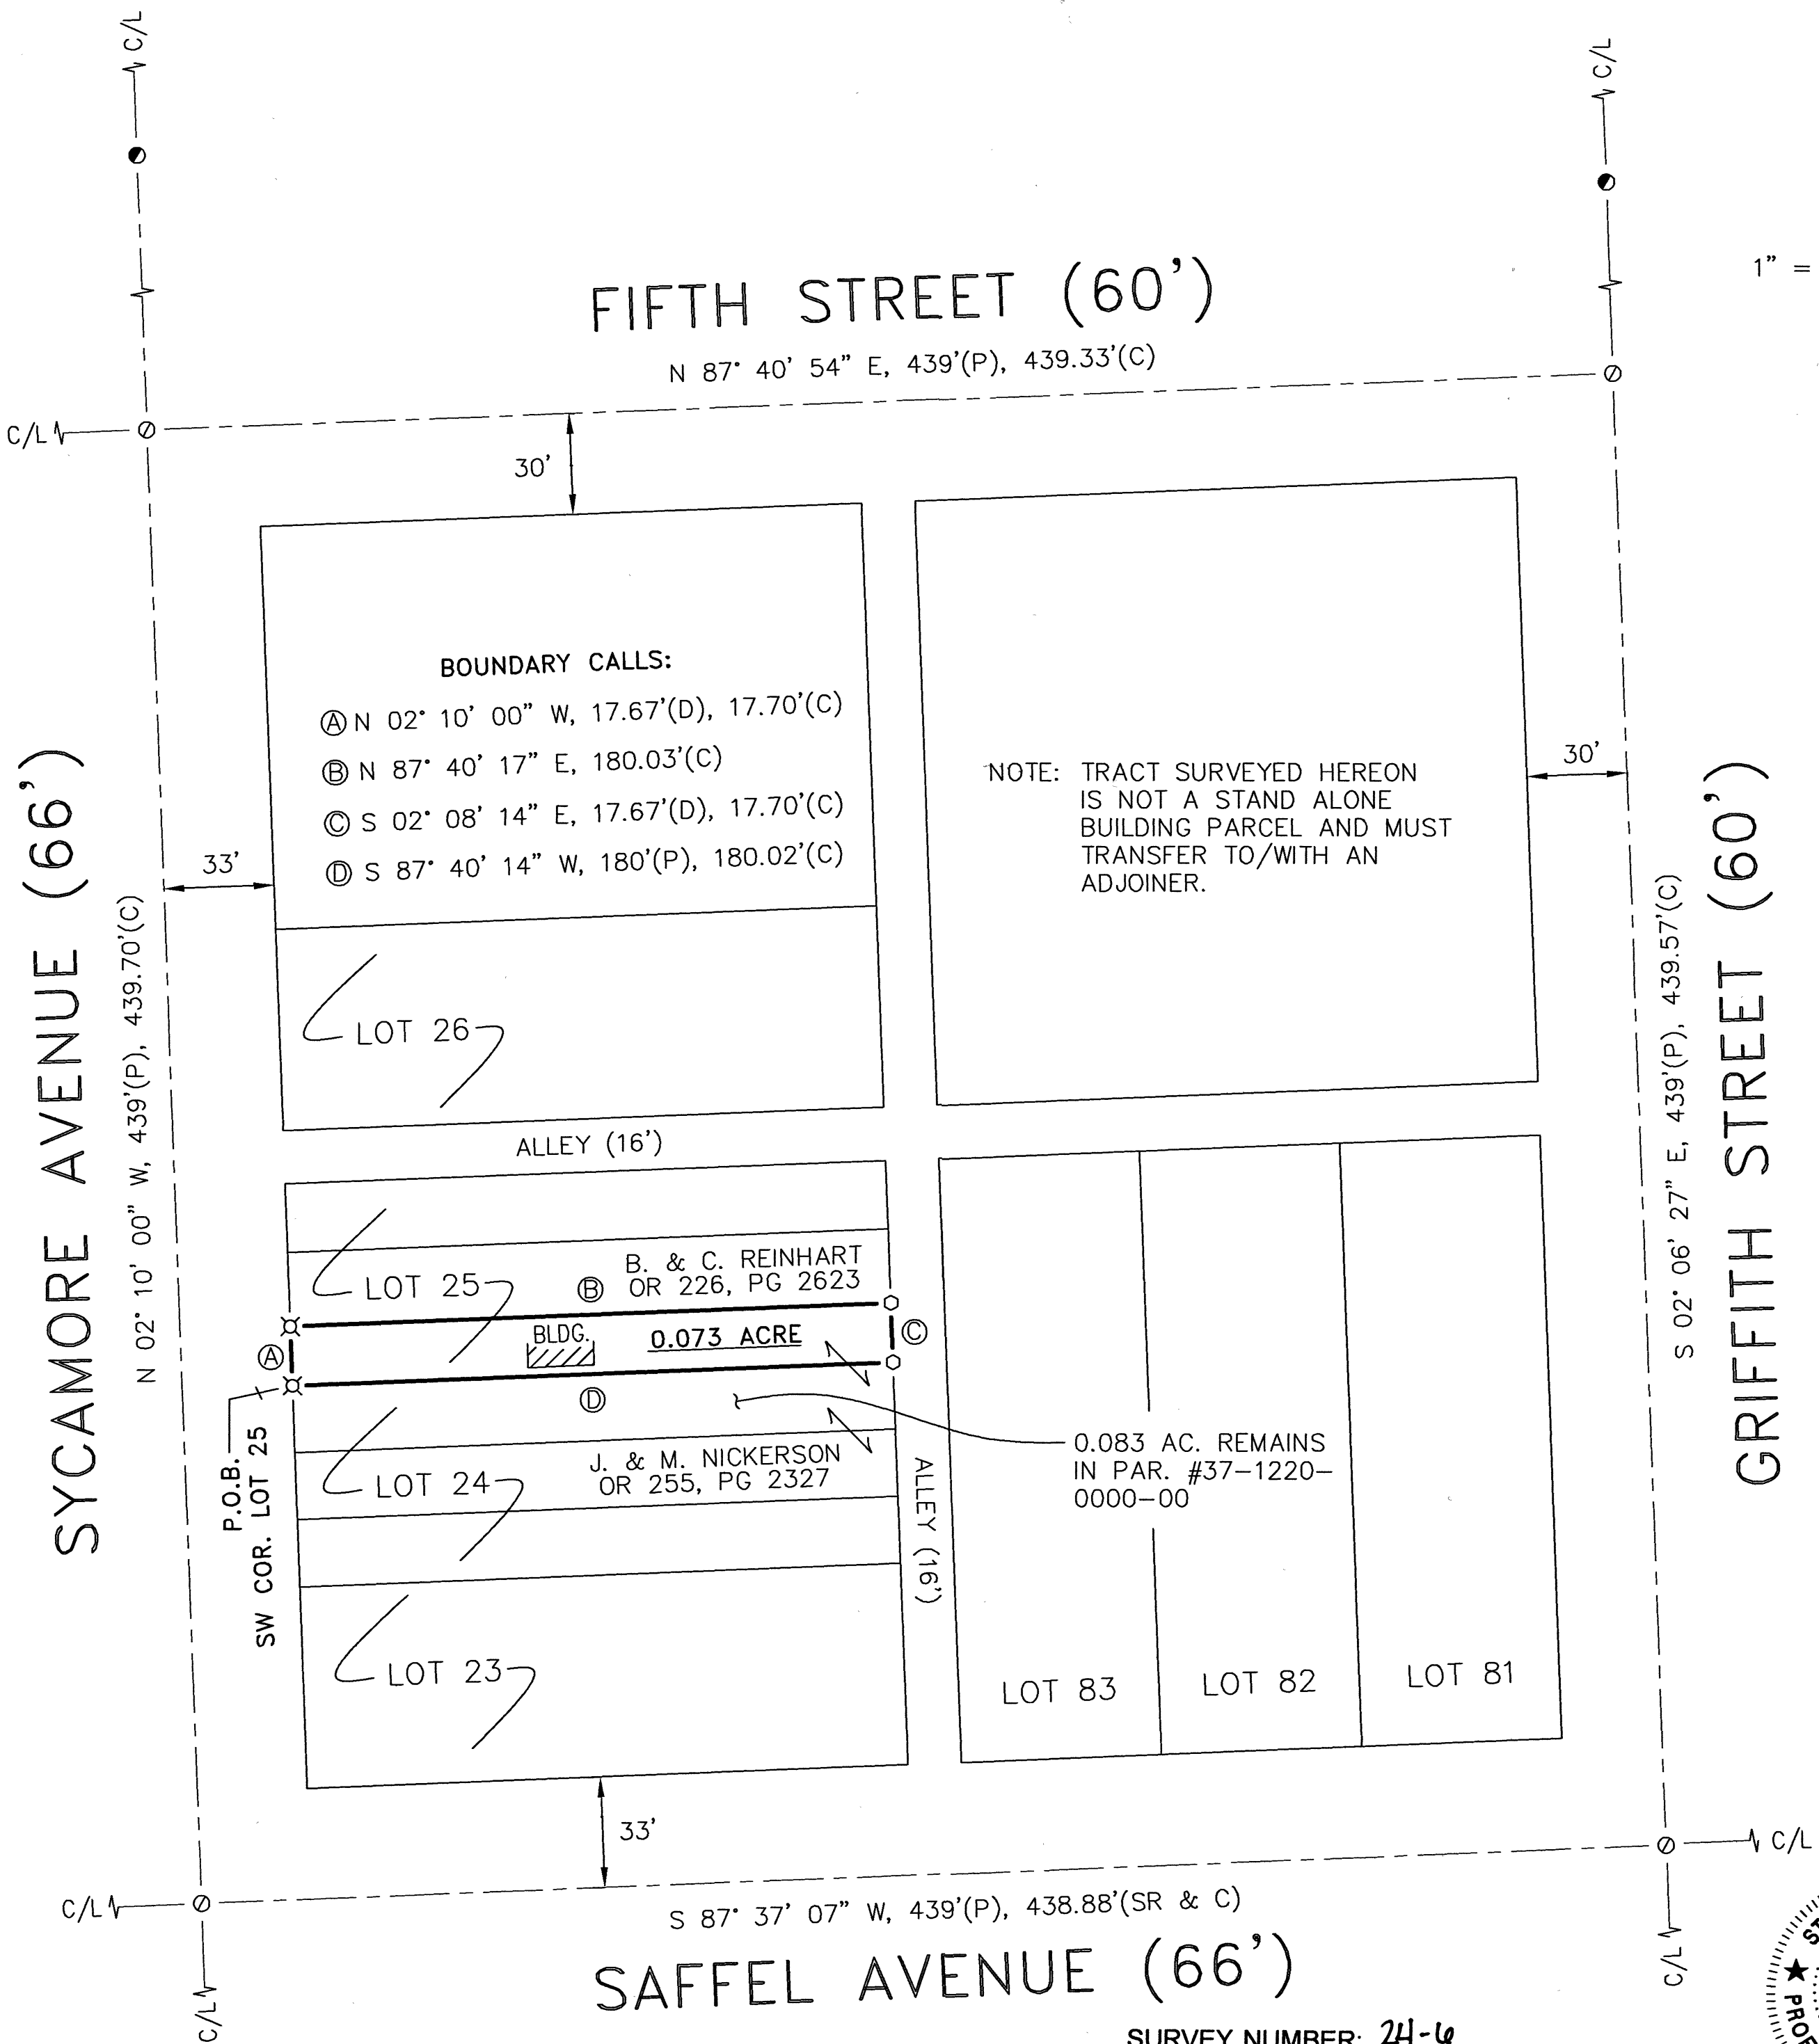 C/L
C/L
1" =
FIFTH STREET (60')
N 87° 40' 54" E, 439'(P), 439.33'(C)
C/L
30'
BOUNDARY CALLS:
Ⓐ N 02° 10' 00" W, 17.67'(D), 17.70'(C)
Ⓑ N 87° 40' 17" E, 180.03'(C)
Ⓒ S 02° 08' 14" E, 17.67'(D), 17.70'(C)
Ⓓ S 87° 40' 14" W, 180'(P), 180.02'(C)
NOTE: TRACT SURVEYED HEREON
IS NOT A STAND ALONE
BUILDING PARCEL AND MUST
TRANSFER TO/WITH AN
ADJOINER.
30'
33'
SYCAMORE AVENUE (66')
N 02° 10' 00" W, 439'(P), 439.70'(C)
S 02° 06' 27" E, 439'(P), 439.57'(C)
GRIFFITH STREET (60')
LOT 26
ALLEY (16')
B. & C. REINHART
OR 226, PG 2623
LOT 25
Ⓑ
BLDG.
0.073 ACRE
Ⓒ
Ⓐ
Ⓓ
P.O.B.
SW COR. LOT 25
0.083 AC. REMAINS
IN PAR. #37-1220-
0000-00
J. & M. NICKERSON
OR 255, PG 2327
LOT 24
ALLEY (16')
LOT 23
LOT 83
LOT 82
LOT 81
33'
C/L
C/L
S 87° 37' 07" W, 439'(P), 438.88'(SR & C)
SAFFEL AVENUE (66')
C/L
C/L
SURVEY NUMBER: 24-6